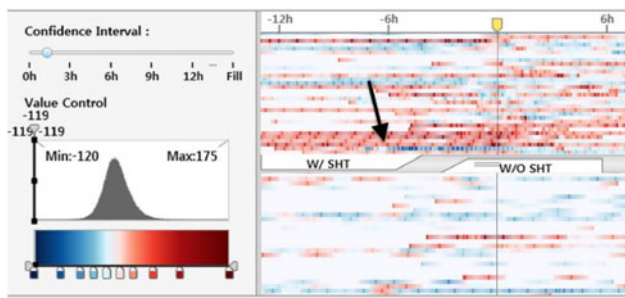 Confidence Interval :
0h 3h 6h 9h 12h ... Fill
Value Control
-119
-119 -119
Min:-120 Max:175
-12h -6h 6h
W/ SHT W/O SHT